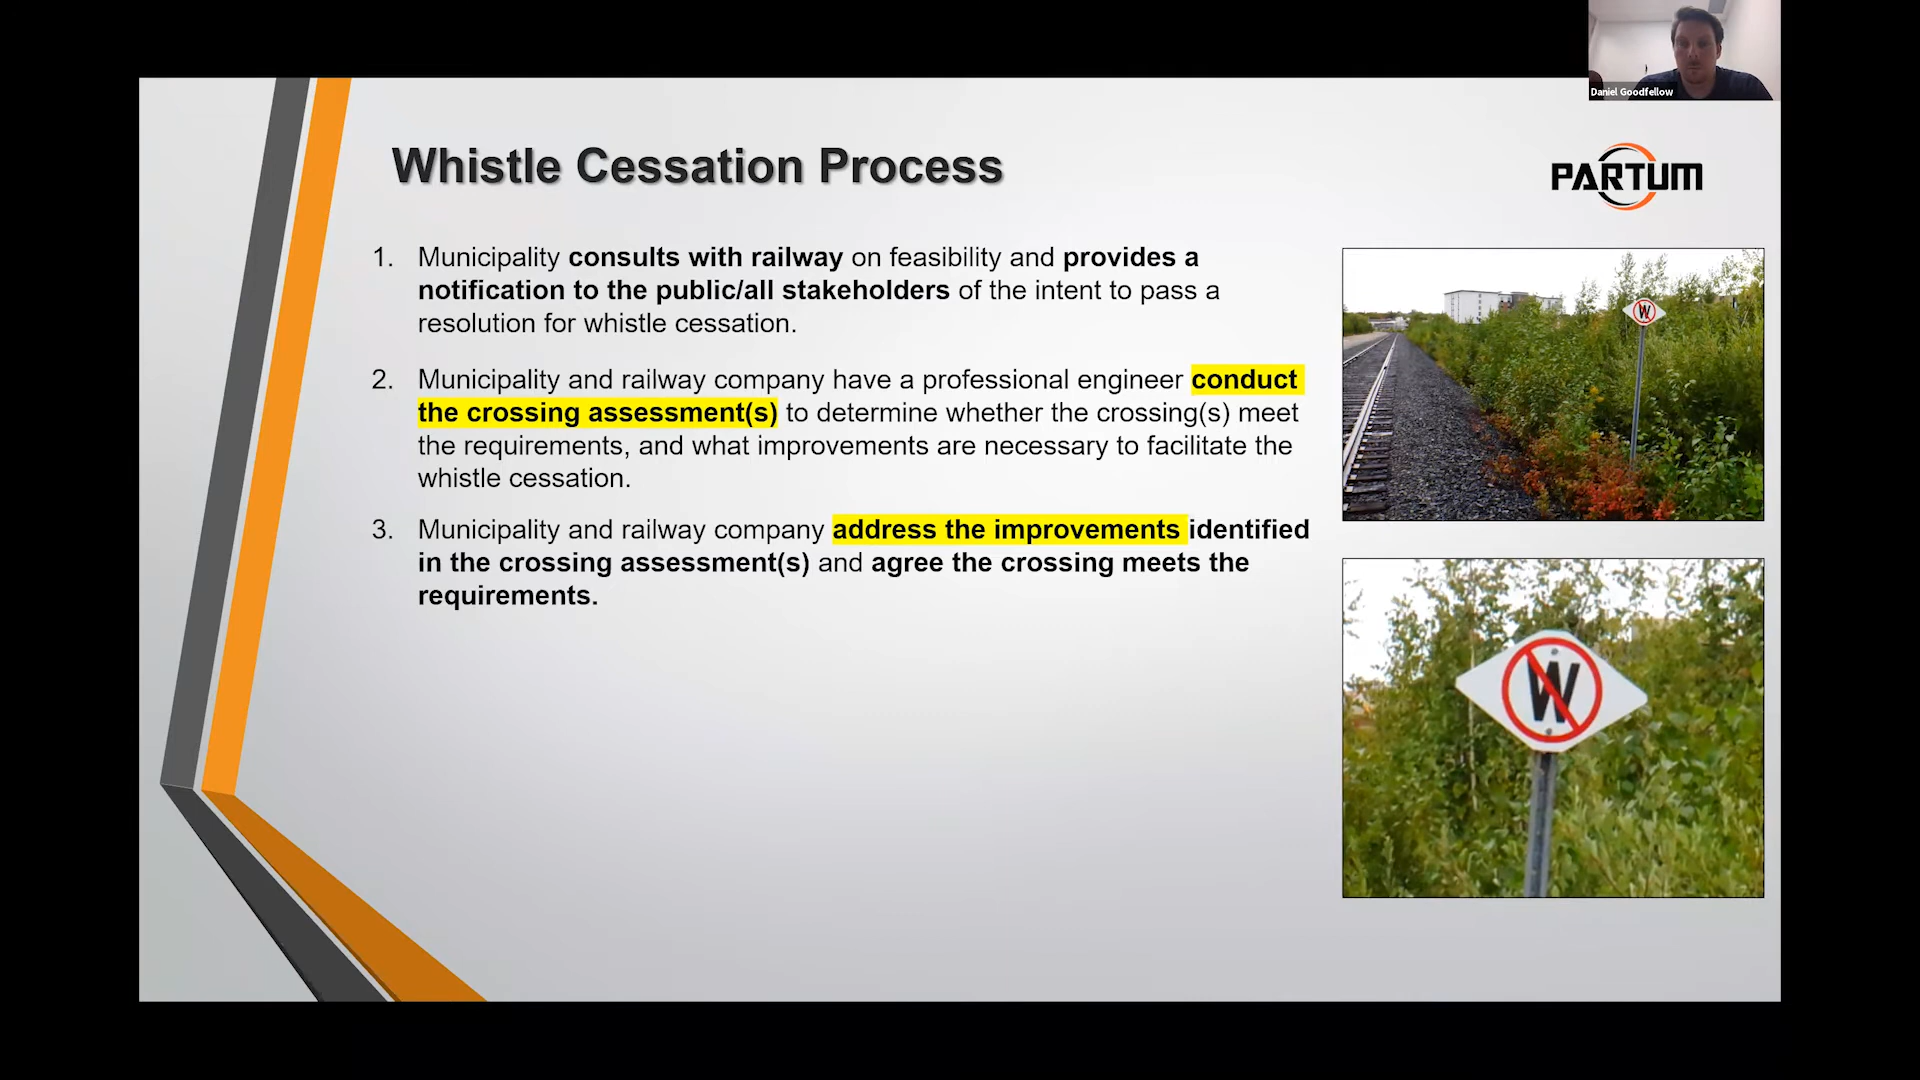 Daniel Goodfellow
Whistle Cessation Process
PARTUM
1. Municipality consults with railway on feasibility and provides a
notification to the public/all stakeholders of the intent to pass a
resolution for whistle cessation.
2. Municipality and railway company have a professional engineer conduct
the crossing assessment(s) to determine whether the crossing(s) meet
the requirements, and what improvements are necessary to facilitate the
whistle cessation.
3. Municipality and railway company address the improvements identified
in the crossing assessment(s) and agree the crossing meets the
requirements.
W
W